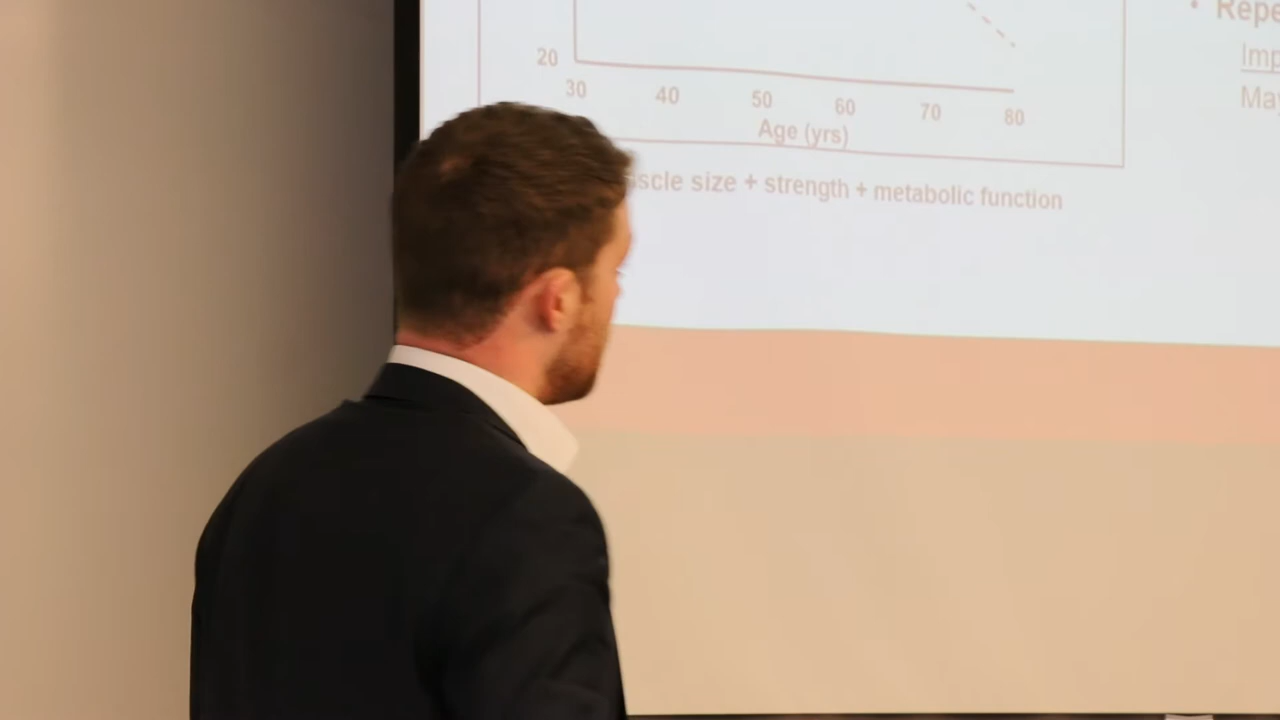 20
30 40 50 60 70 80
Age (yrs)
scle size + strength + metabolic function
• Repe
Imp
May